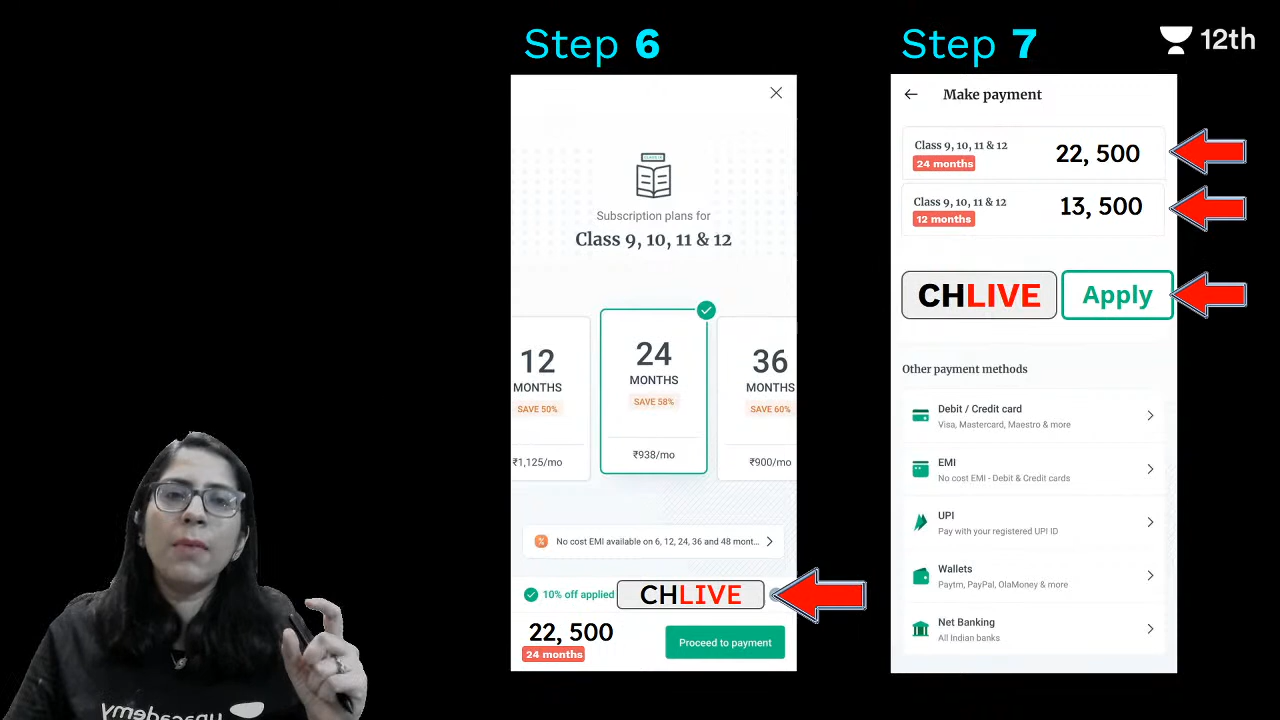 Step 6
Subscription plans for
Class 9, 10, 11 & 12
12
MONTHS
SAVE 50%
₹1,125/mo
24
MONTHS
SAVE 58%
₹938/mo
36
MONTHS
SAVE 60%
₹900/mo
No cost EMI available on 6, 12, 24, 36 and 48 mont...
10% off applied CHLIVE
22, 500
24 months
Proceed to payment
Step 7
12th
Make payment
Class 9, 10, 11 & 12
24 months
22, 500
Class 9, 10, 11 & 12
12 months
13, 500
CHLIVE Apply
Other payment methods
Debit / Credit card
Visa, Mastercard, Maestro & more
EMI
No cost EMI - Debit & Credit cards
UPI
Pay with your registered UPI ID
Wallets
Paytm, PayPal, OlaMoney & more
Net Banking
All Indian banks
unacademy